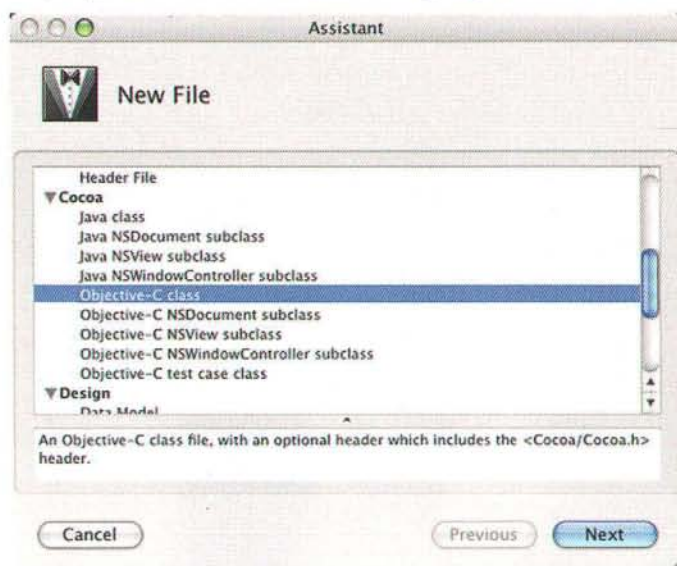 Assistant
New File
Header File
Cocoa
Java class
Java NSDocument subclass
Java NSView subclass
Java NSWindowController subclass
Objective-C class
Objective-C NSDocument subclass
Objective-C NSView subclass
Objective-C NSWindowController subclass
Objective-C test case class
Design
Data Model
An Objective-C class file, with an optional header which includes the <Cocoa/Cocoa.h>
header.
Cancel
Previous
Next